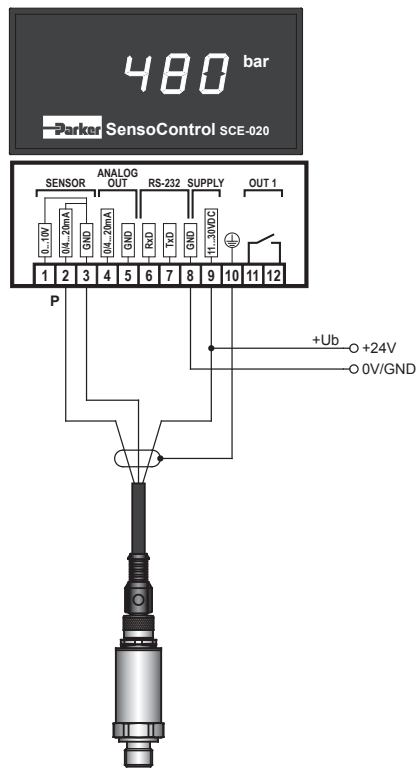 480 bar
Parker SensoControl SCE-020
SENSOR ANALOG OUT RS-232 SUPPLY OUT 1
0...10V 0/4...20mA GND 0/4...20mA GND RxD TxD GND 11...30VDC
1 2 3 4 5 6 7 8 9 10 11 12
P
+Ub +24V
0V/GND